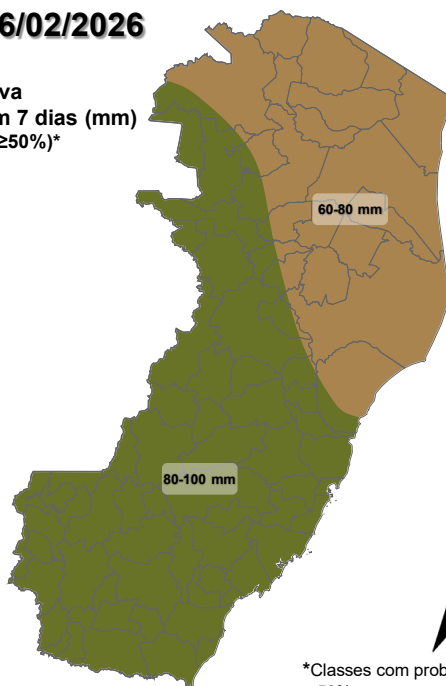 6/02/2026
va
m 7 dias (mm)
≥50%)*
60-80 mm
80-100 mm
*Classes com prob